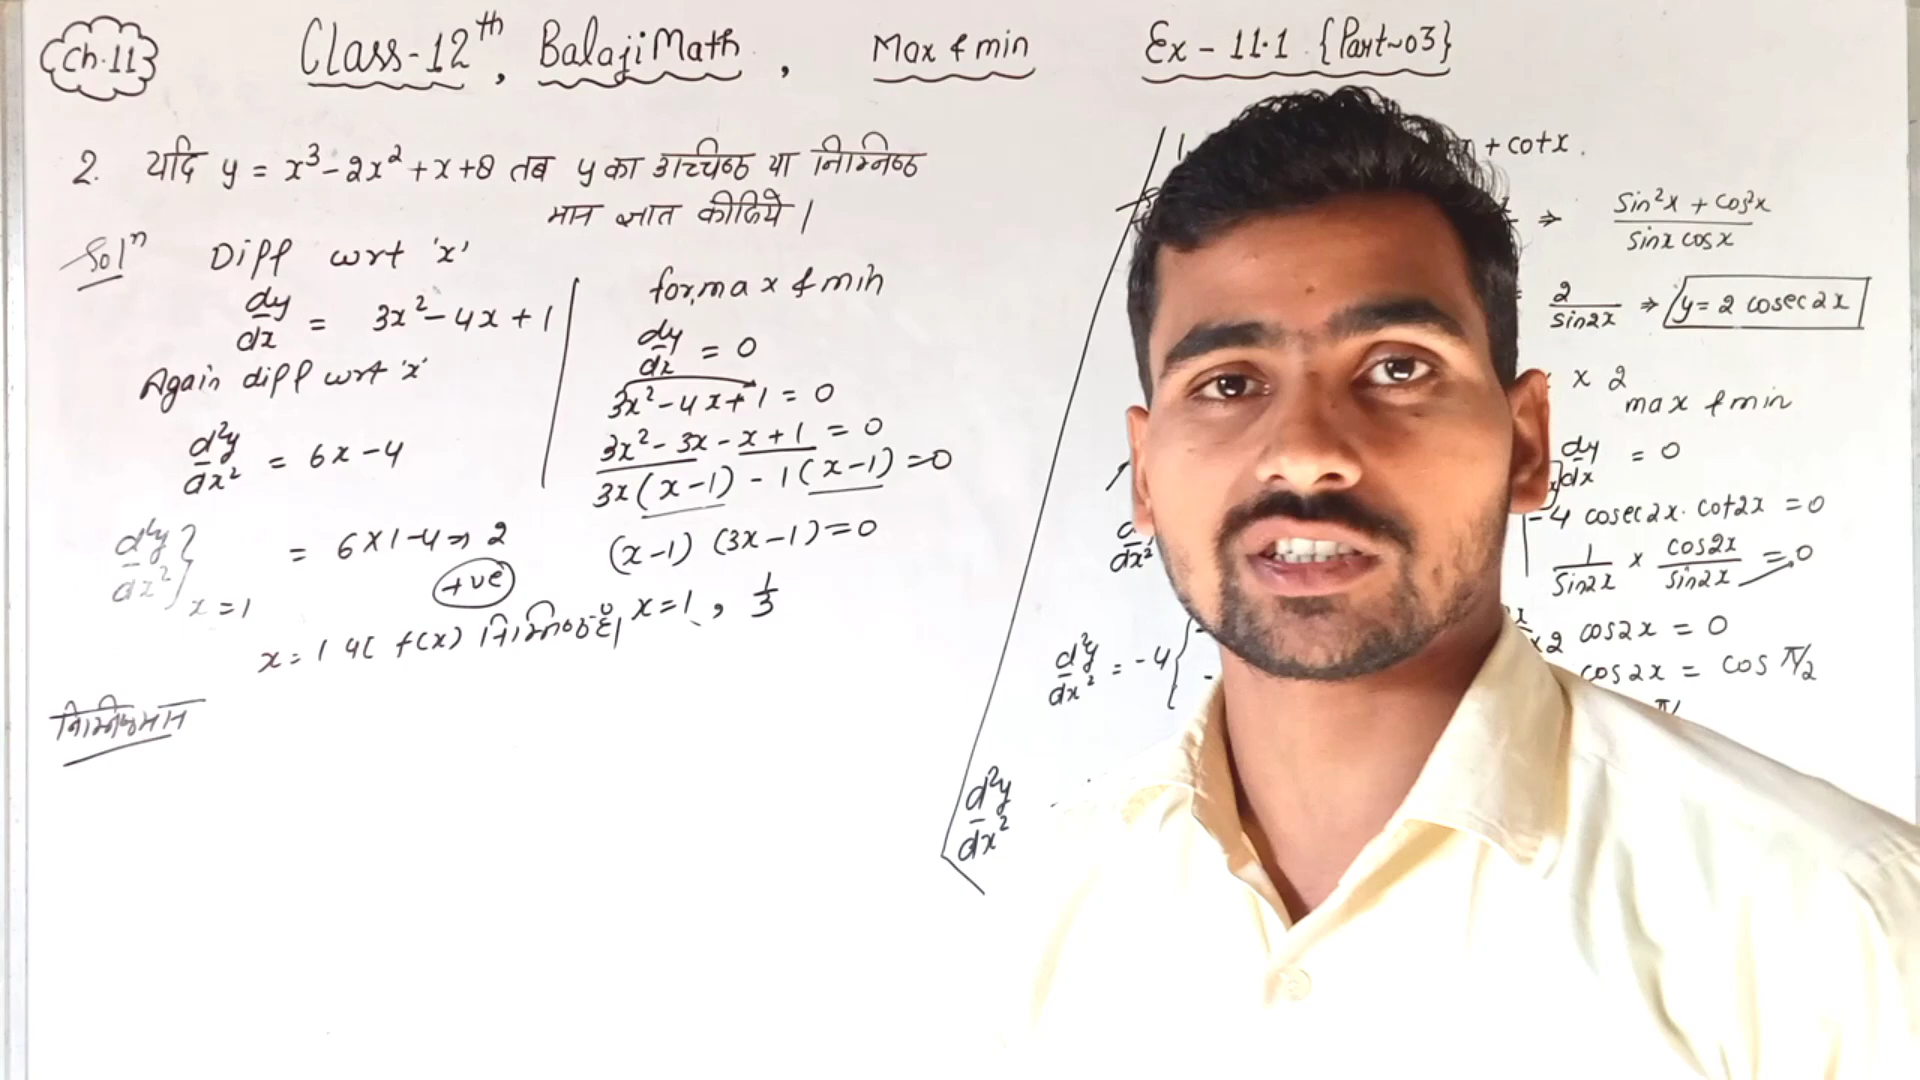 Ch.11 Class-12th, Balaji Math, Max & min Ex - 11.1 {Part-03}
2. यदि y = x³ - 2x² + x + 8 तब y का उच्चिष्ठ या निम्निष्ठ
मान ज्ञात कीजिये।
Solⁿ Diff wrt 'x'
dy/dx = 3x² - 4x + 1
Again diff wrt 'x'
d²y/dx² = 6x - 4
d²y/dx²}x=1 = 6x1-4 ⇒ 2
+ve
x = 1 पर f(x) निम्निष्ठ है।
निम्निष्ठ मान
for max & min
dy/dx = 0
3x² - 4x + 1 = 0
3x² - 3x - x + 1 = 0
3x(x-1) - 1(x-1) = 0
(x-1) (3x-1) = 0
x = 1, 1/3
+ cotx.
⇒ sin²x + cos²x / sinx cosx
2/sin2x ⇒ y = 2 cosec2x
x 2
max & min
dy/dx = 0
-4 cosec2x. cot2x = 0
1/sin2x × cos2x/sin2x = 0
cos2x = 0
cos2x = cos π/2
d²y/dx² = -4{
d²y/dx²